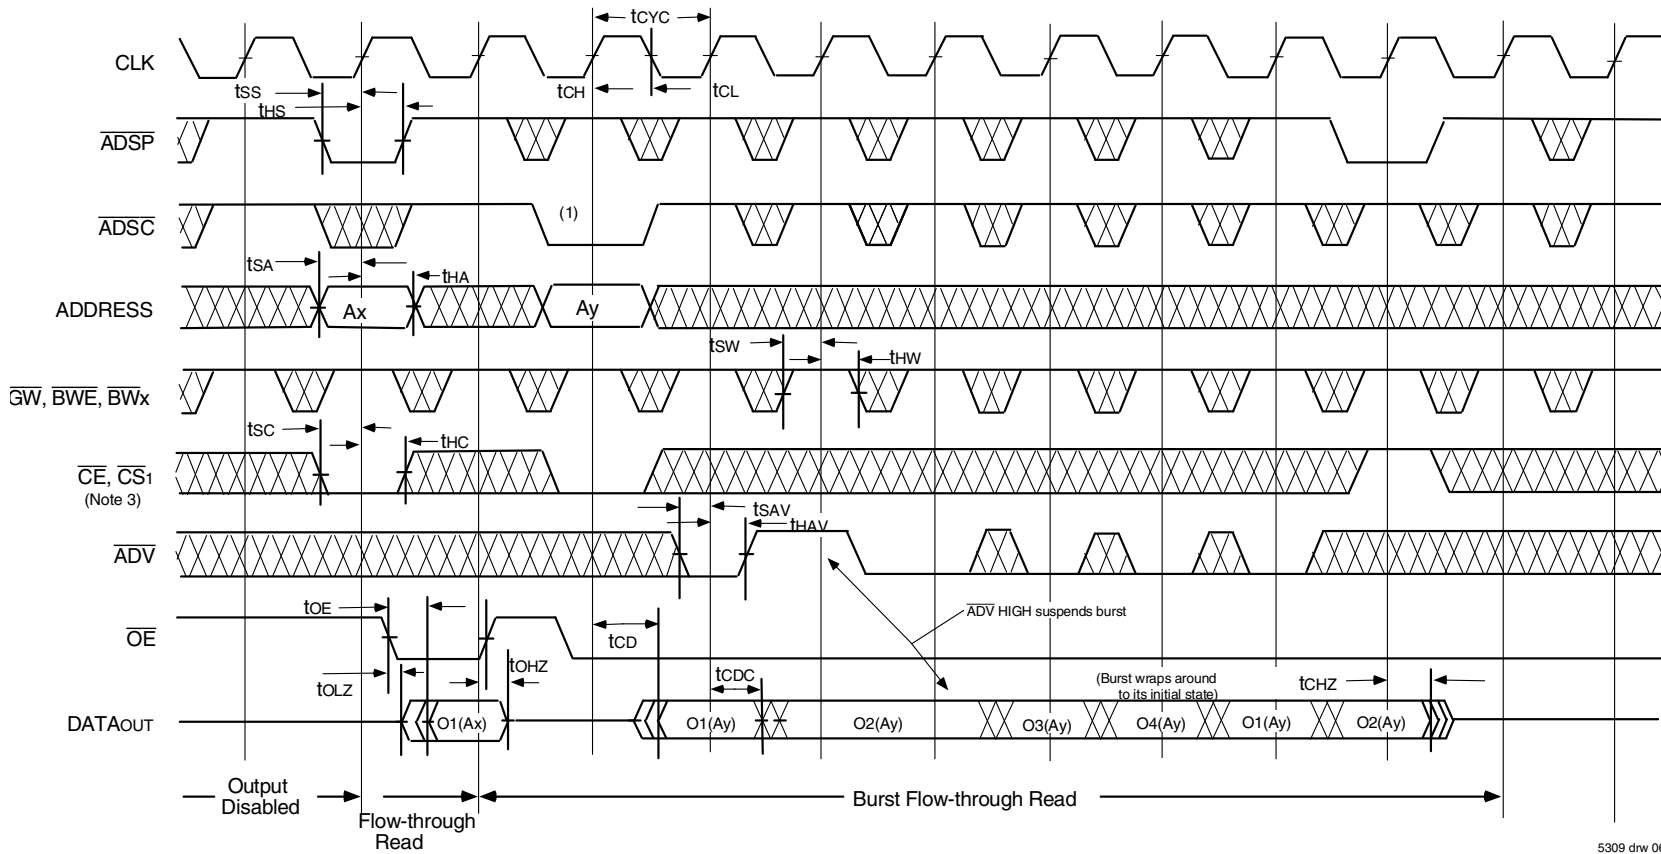 tCYC
CLK
tSS
tCH
tCL
tHS
ADSP
ADSC
(1)
tSA
tHA
ADDRESS
Ax
Ay
tSW
tHW
GW, BWE, BWx
tSC
tHC
CE, CS1
(Note 3)
tSAV
tHAV
ADV
tOE
ADV HIGH suspends burst
OE
tCD
tOHZ
tOLZ
tCDC
(Burst wraps around
to its initial state)
tCHZ
DATAOUT
O1(Ax)
O1(Ay)
O2(Ay)
O3(Ay)
O4(Ay)
O1(Ay)
O2(Ay)
Output
Disabled
Flow-through
Read
Burst Flow-through Read
5309 drw 06